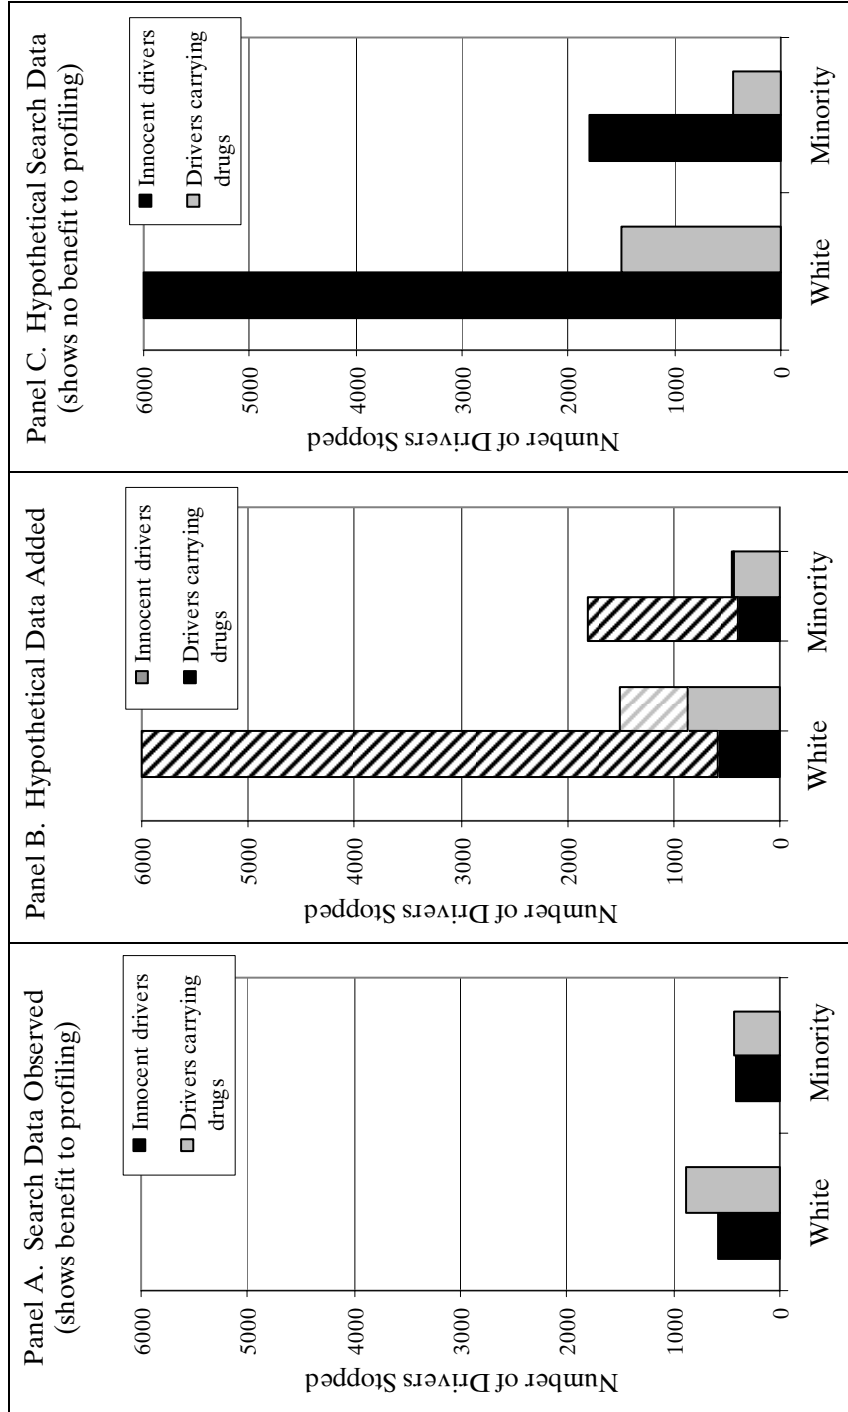 Panel A. Search Data Observed
(shows benefit to profiling)
Innocent drivers
Drivers carrying
drugs
Number of Drivers Stopped
6000
5000
4000
3000
2000
1000
0
White
Minority
Panel B. Hypothetical Data Added
Innocent drivers
Drivers carrying
drugs
Number of Drivers Stopped
6000
5000
4000
3000
2000
1000
0
White
Minority
Panel C. Hypothetical Search Data
(shows no benefit to profiling)
Innocent drivers
Drivers carrying
drugs
Number of Drivers Stopped
6000
5000
4000
3000
2000
1000
0
White
Minority